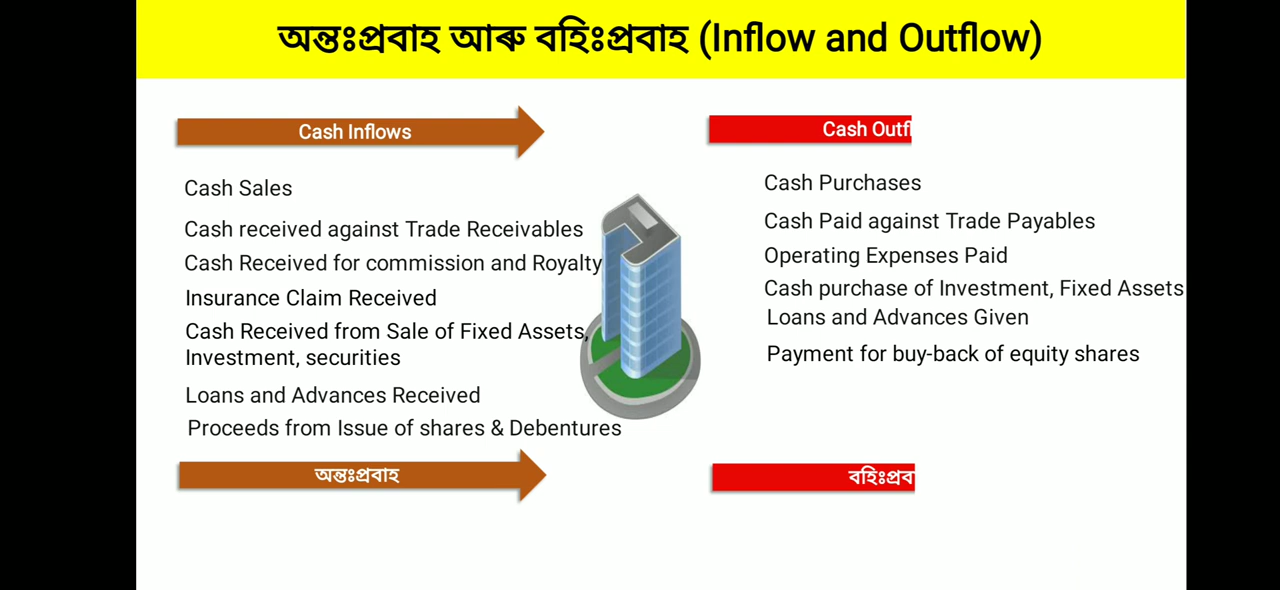 অন্তঃপ্ৰবাহ আৰু বহিঃপ্ৰবাহ (Inflow and Outflow)
Cash Inflows
Cash Sales
Cash received against Trade Receivables
Cash Received for commission and Royalty
Insurance Claim Received
Cash Received from Sale of Fixed Assets,
Investment, securities
Loans and Advances Received
Proceeds from Issue of shares & Debentures
অন্তঃপ্ৰবাহ
Cash
Cash Purchases
Cash Paid against Trade Payables
Operating Expenses Paid
Cash purchase of Investment, Fixed Assets
Loans and Advances Given
Payment for buy-back of equity shares